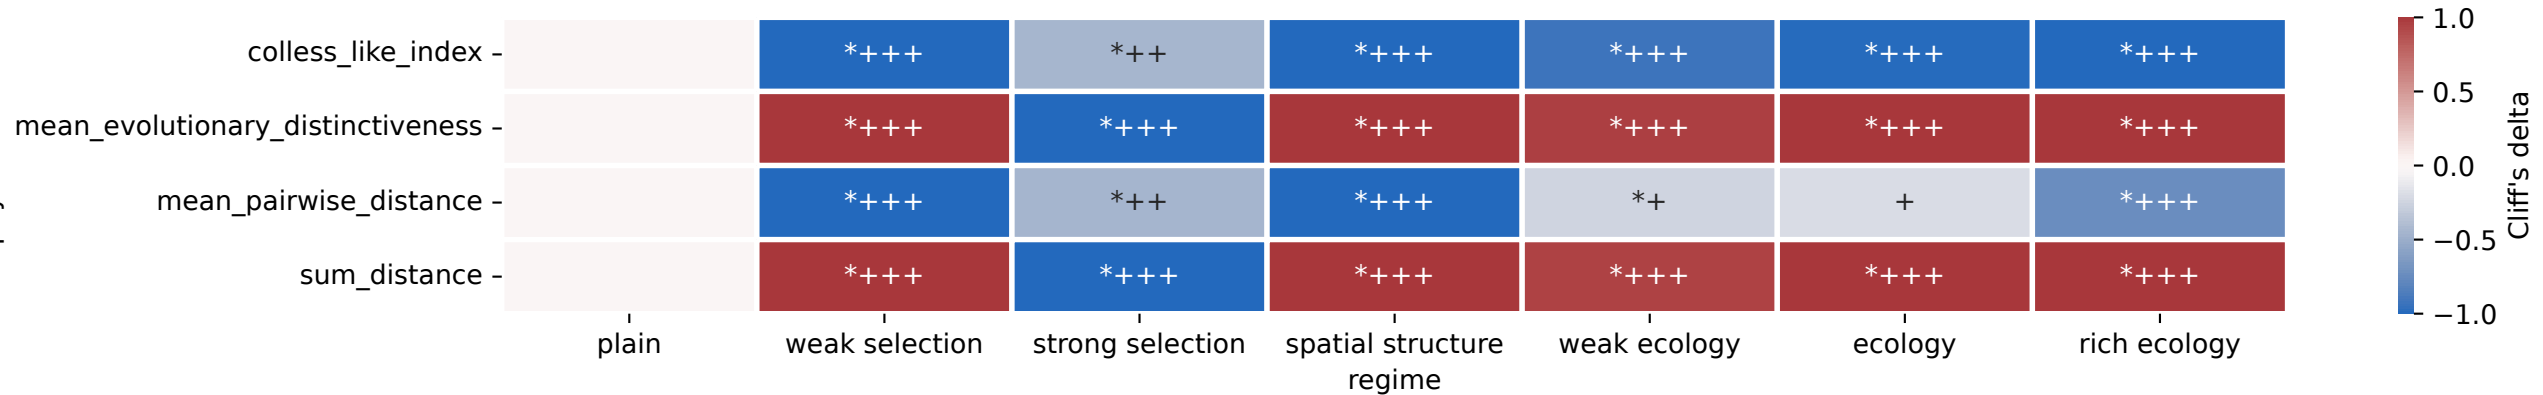 colless_like_index *+++ *++ *+++ *+++ *+++ *+++
mean_evolutionary_distinctiveness *+++ *+++ *+++ *+++ *+++ *+++
mean_pairwise_distance *+++ *++ *+++ *+ + *+++
sum_distance *+++ *+++ *+++ *+++ *+++ *+++
plain weak selection strong selection spatial structure weak ecology ecology rich ecology
regime
1.0
0.5
0.0
−0.5
−1.0
Cliff's delta